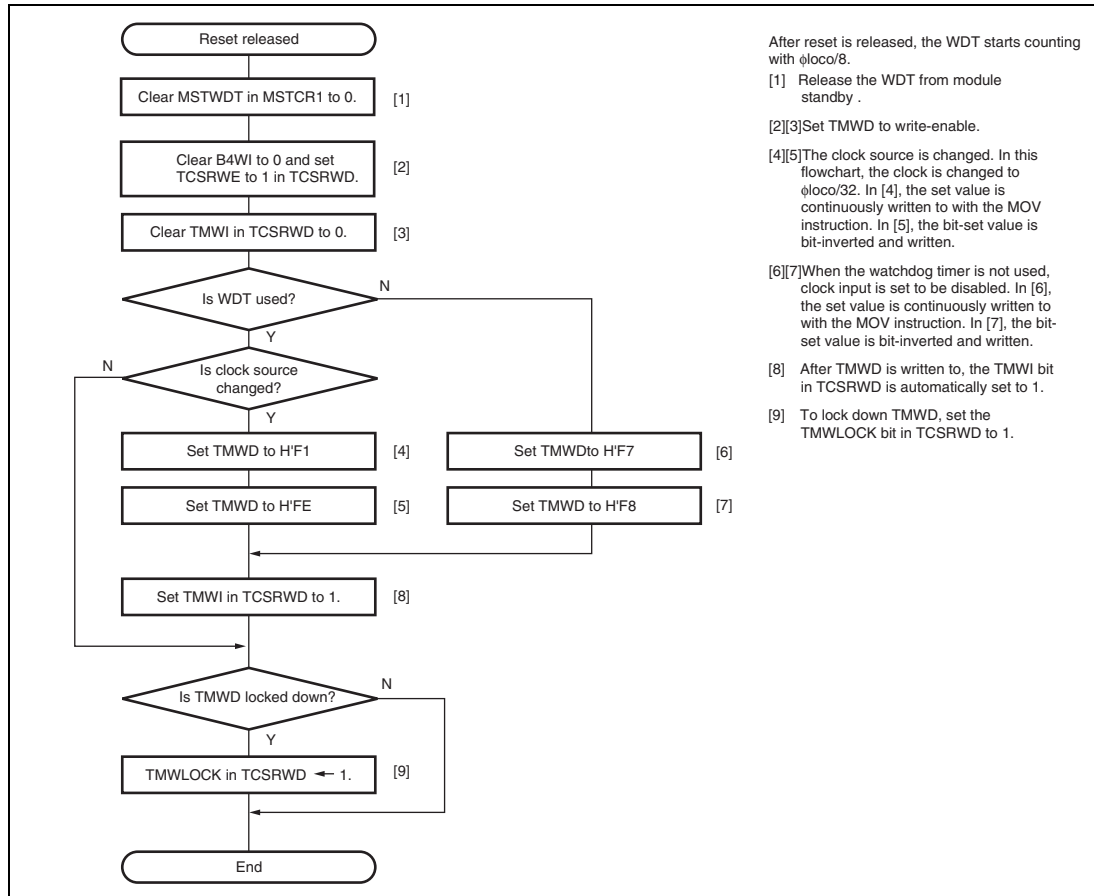 Reset released
Clear MSTWDT in MSTCR1 to 0.
[1]
Clear B4WI to 0 and set
TCSRWE to 1 in TCSRWD.
[2]
Clear TMWI in TCSRWD to 0.
[3]
Is WDT used?
N
Y
N
Is clock source
changed?
Y
Set TMWD to H'F1
[4]
Set TMWDto H'F7
[6]
Set TMWD to H'FE
[5]
Set TMWD to H'F8
[7]
Set TMWI in TCSRWD to 1.
[8]
Is TMWD locked down?
N
Y
TMWLOCK in TCSRWD ← 1.
[9]
End
After reset is released, the WDT starts counting
with ϕloco/8.
[1] Release the WDT from module
standby .
[2][3]Set TMWD to write-enable.
[4][5]The clock source is changed. In this
flowchart, the clock is changed to
ϕloco/32. In [4], the set value is
continuously written to with the MOV
instruction. In [5], the bit-set value is
bit-inverted and written.
[6][7]When the watchdog timer is not used,
clock input is set to be disabled. In [6],
the set value is continuously written to
with the MOV instruction. In [7], the bit-
set value is bit-inverted and written.
[8] After TMWD is written to, the TMWI bit
in TCSRWD is automatically set to 1.
[9] To lock down TMWD, set the
TMWLOCK bit in TCSRWD to 1.